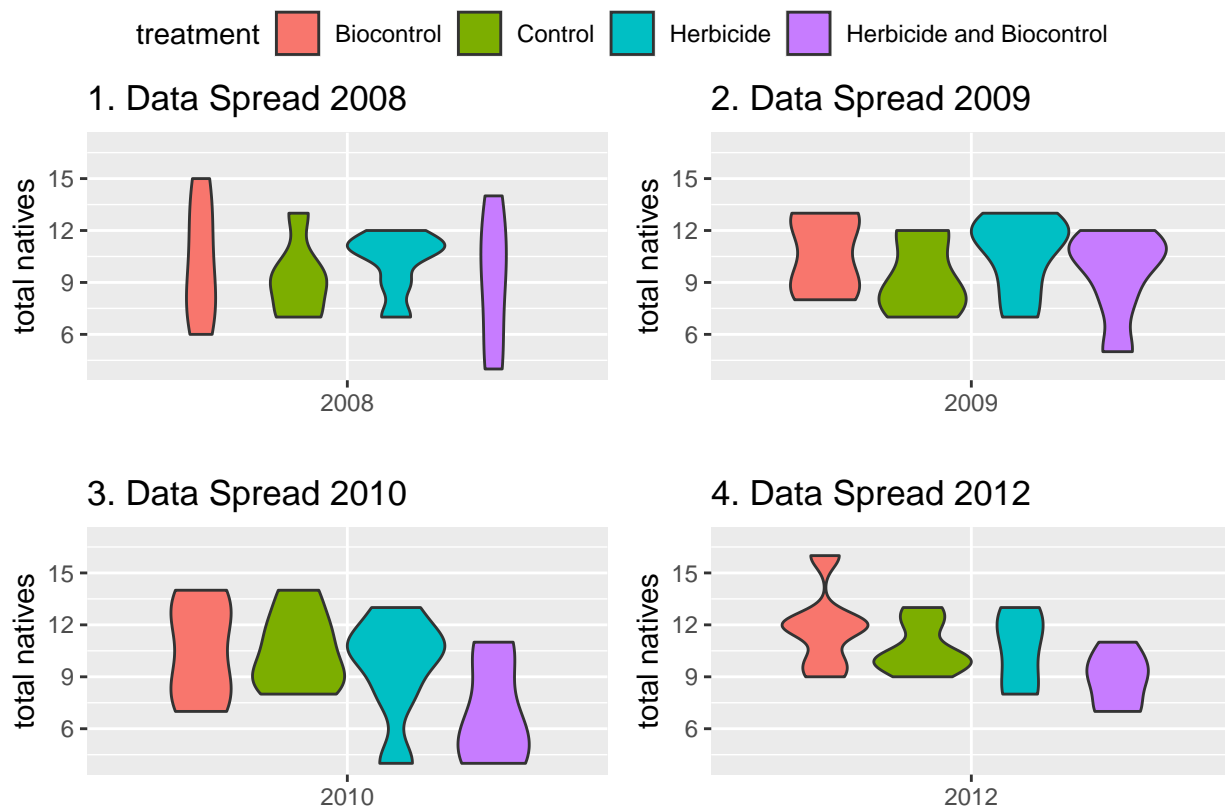 treatment Biocontrol Control Herbicide Herbicide and Biocontrol
1. Data Spread 2008
total natives
15
12
9
6
2008
2. Data Spread 2009
total natives
15
12
9
6
2009
3. Data Spread 2010
total natives
15
12
9
6
2010
4. Data Spread 2012
total natives
15
12
9
6
2012